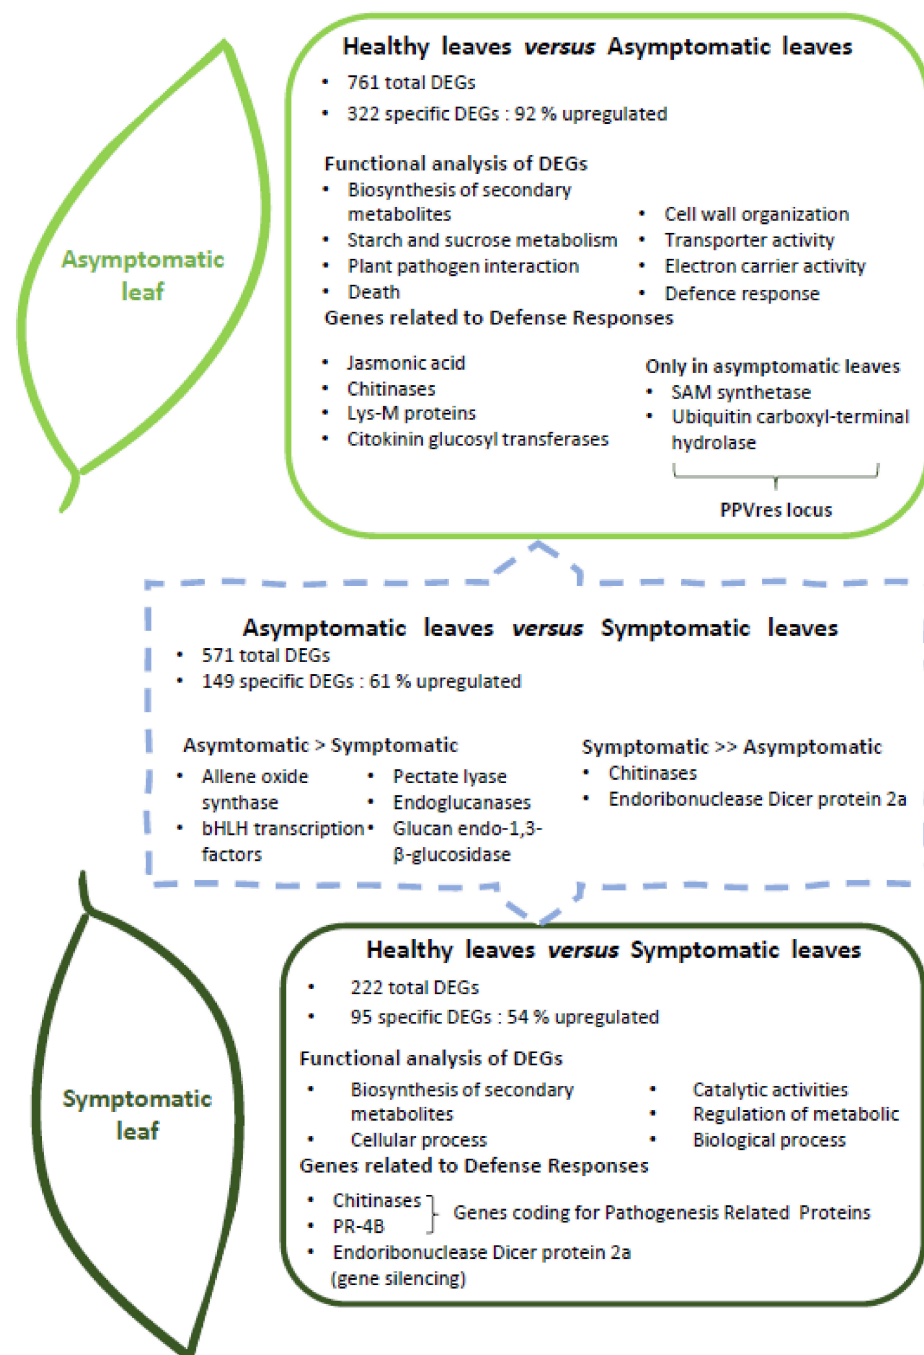 Healthy leaves versus Asymptomatic leaves
• 761 total DEGs
• 322 specific DEGs : 92 % upregulated
Functional analysis of DEGs
• Biosynthesis of secondary
metabolites
• Starch and sucrose metabolism
• Plant pathogen interaction
• Death
• Cell wall organization
• Transporter activity
• Electron carrier activity
• Defence response
Genes related to Defense Responses
• Jasmonic acid
• Chitinases
• Lys-M proteins
• Citokinin glucosyl transferases
Only in asymptomatic leaves
• SAM synthetase
• Ubiquitin carboxyl-terminal
hydrolase
PPVres locus
Asymptomatic
leaf
Asymptomatic leaves versus Symptomatic leaves
• 571 total DEGs
• 149 specific DEGs : 61 % upregulated
Asymtomatic > Symptomatic
• Allene oxide
synthase
• bHLH transcription
factors
• Pectate lyase
• Endoglucanases
• Glucan endo-1,3-
β-glucosidase
Symptomatic >> Asymptomatic
• Chitinases
• Endoribonuclease Dicer protein 2a
Healthy leaves versus Symptomatic leaves
• 222 total DEGs
• 95 specific DEGs : 54 % upregulated
Functional analysis of DEGs
• Biosynthesis of secondary
metabolites
• Cellular process
• Catalytic activities
• Regulation of metabolic
• Biological process
Genes related to Defense Responses
• Chitinases
• PR-4B
Genes coding for Pathogenesis Related Proteins
• Endoribonuclease Dicer protein 2a
(gene silencing)
Symptomatic
leaf